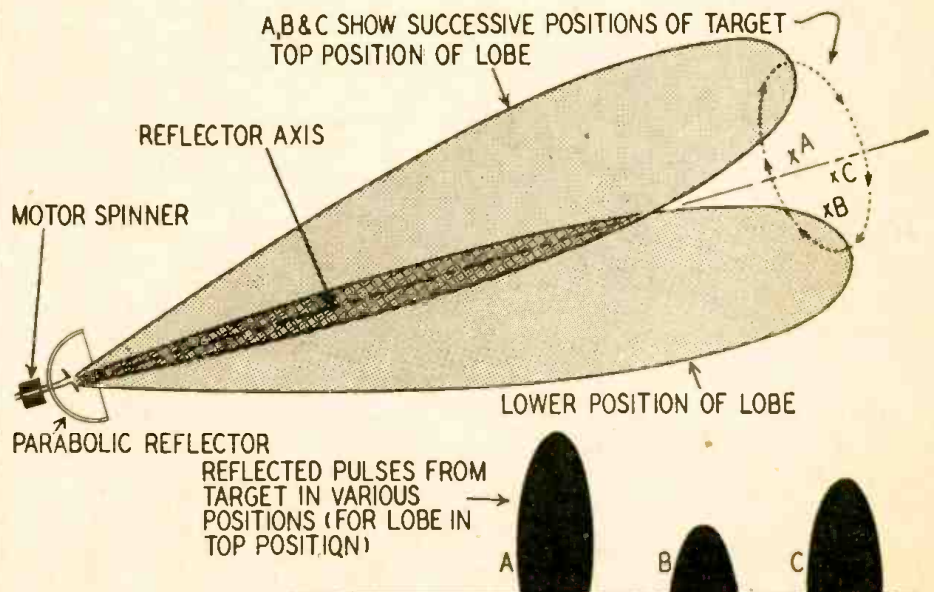 A,B & C SHOW SUCCESSIVE POSITIONS OF TARGET
TOP POSITION OF LOBE
REFLECTOR AXIS
MOTOR SPINNER
xA
xC
xB
LOWER POSITION OF LOBE
PARABOLIC REFLECTOR
REFLECTED PULSES FROM
TARGET IN VARIOUS
POSITIONS (FOR LOBE IN
TOP POSITION)
A
B
C